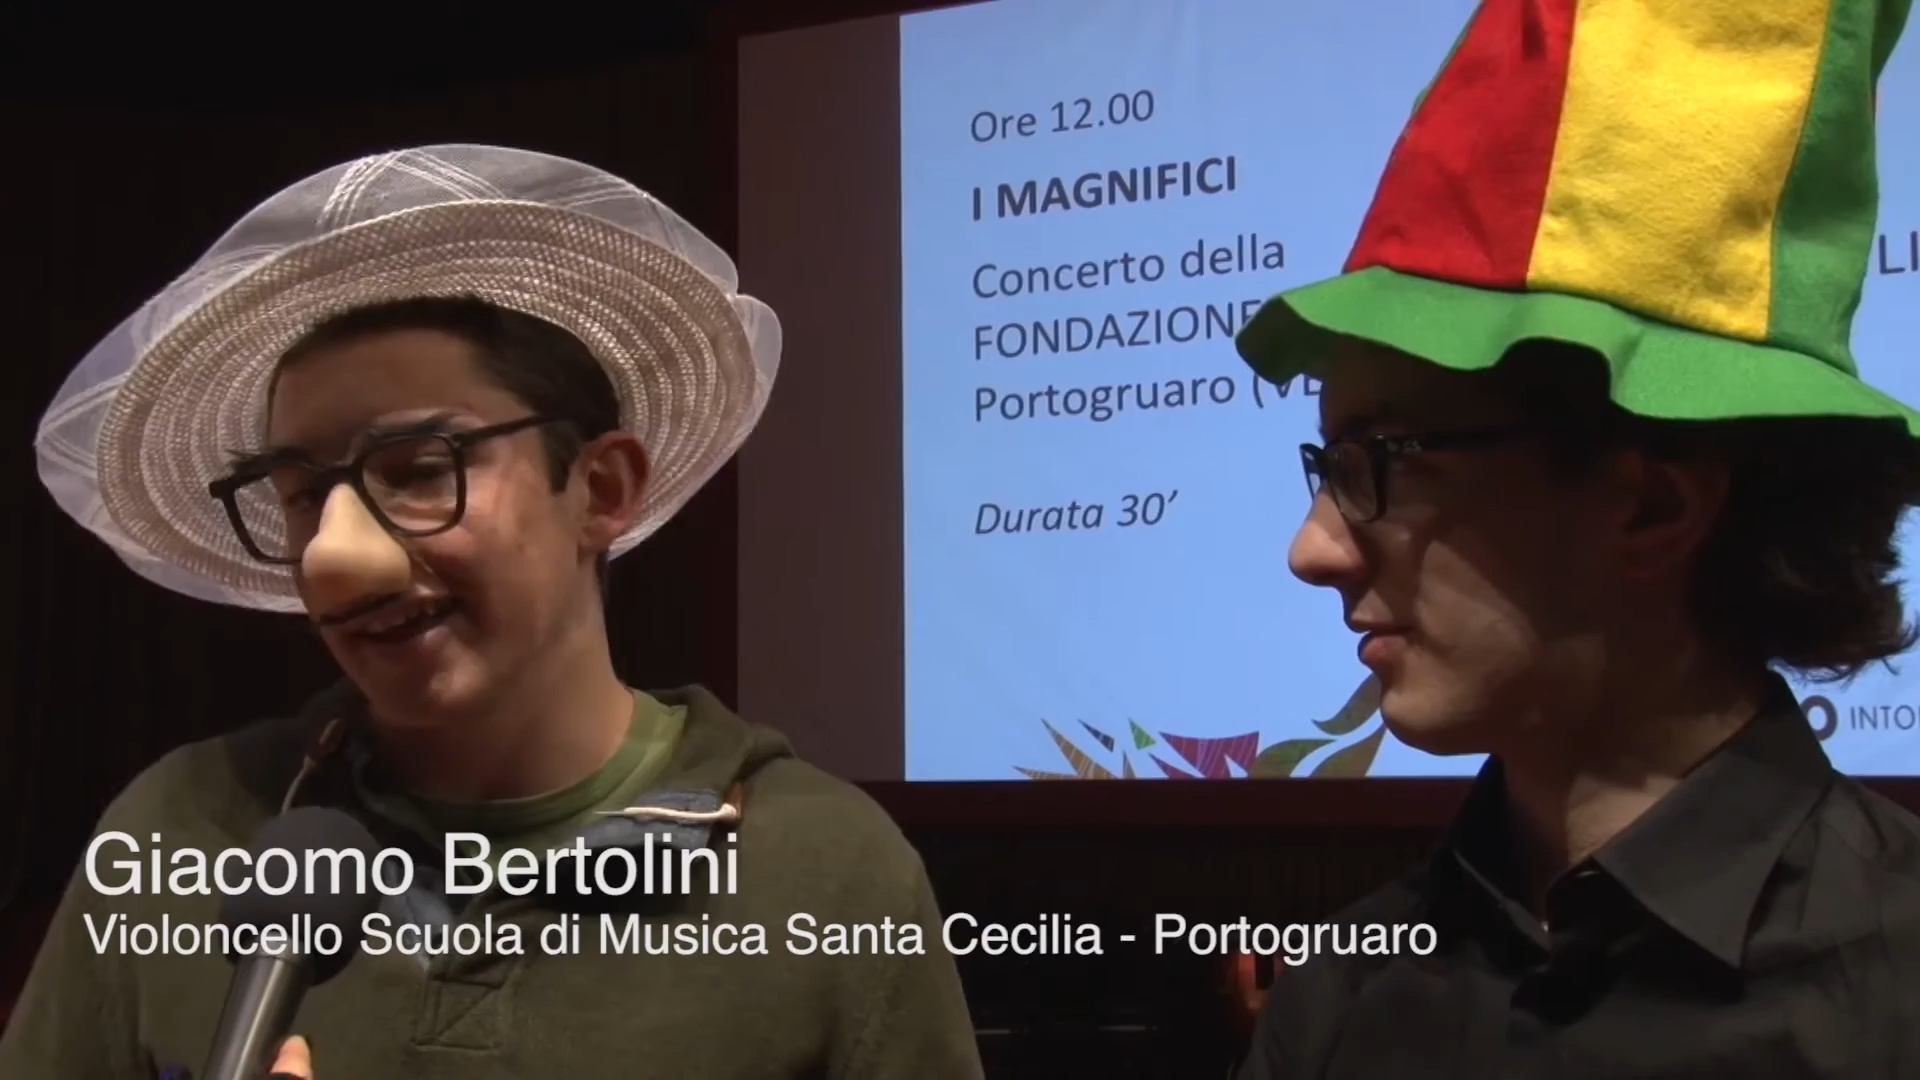 Ore 12.00
I MAGNIFICI
Concerto della
FONDAZIONE
Portogruaro
Durata 30'
Giacomo Bertolini
Violoncello Scuola di Musica Santa Cecilia - Portogruaro